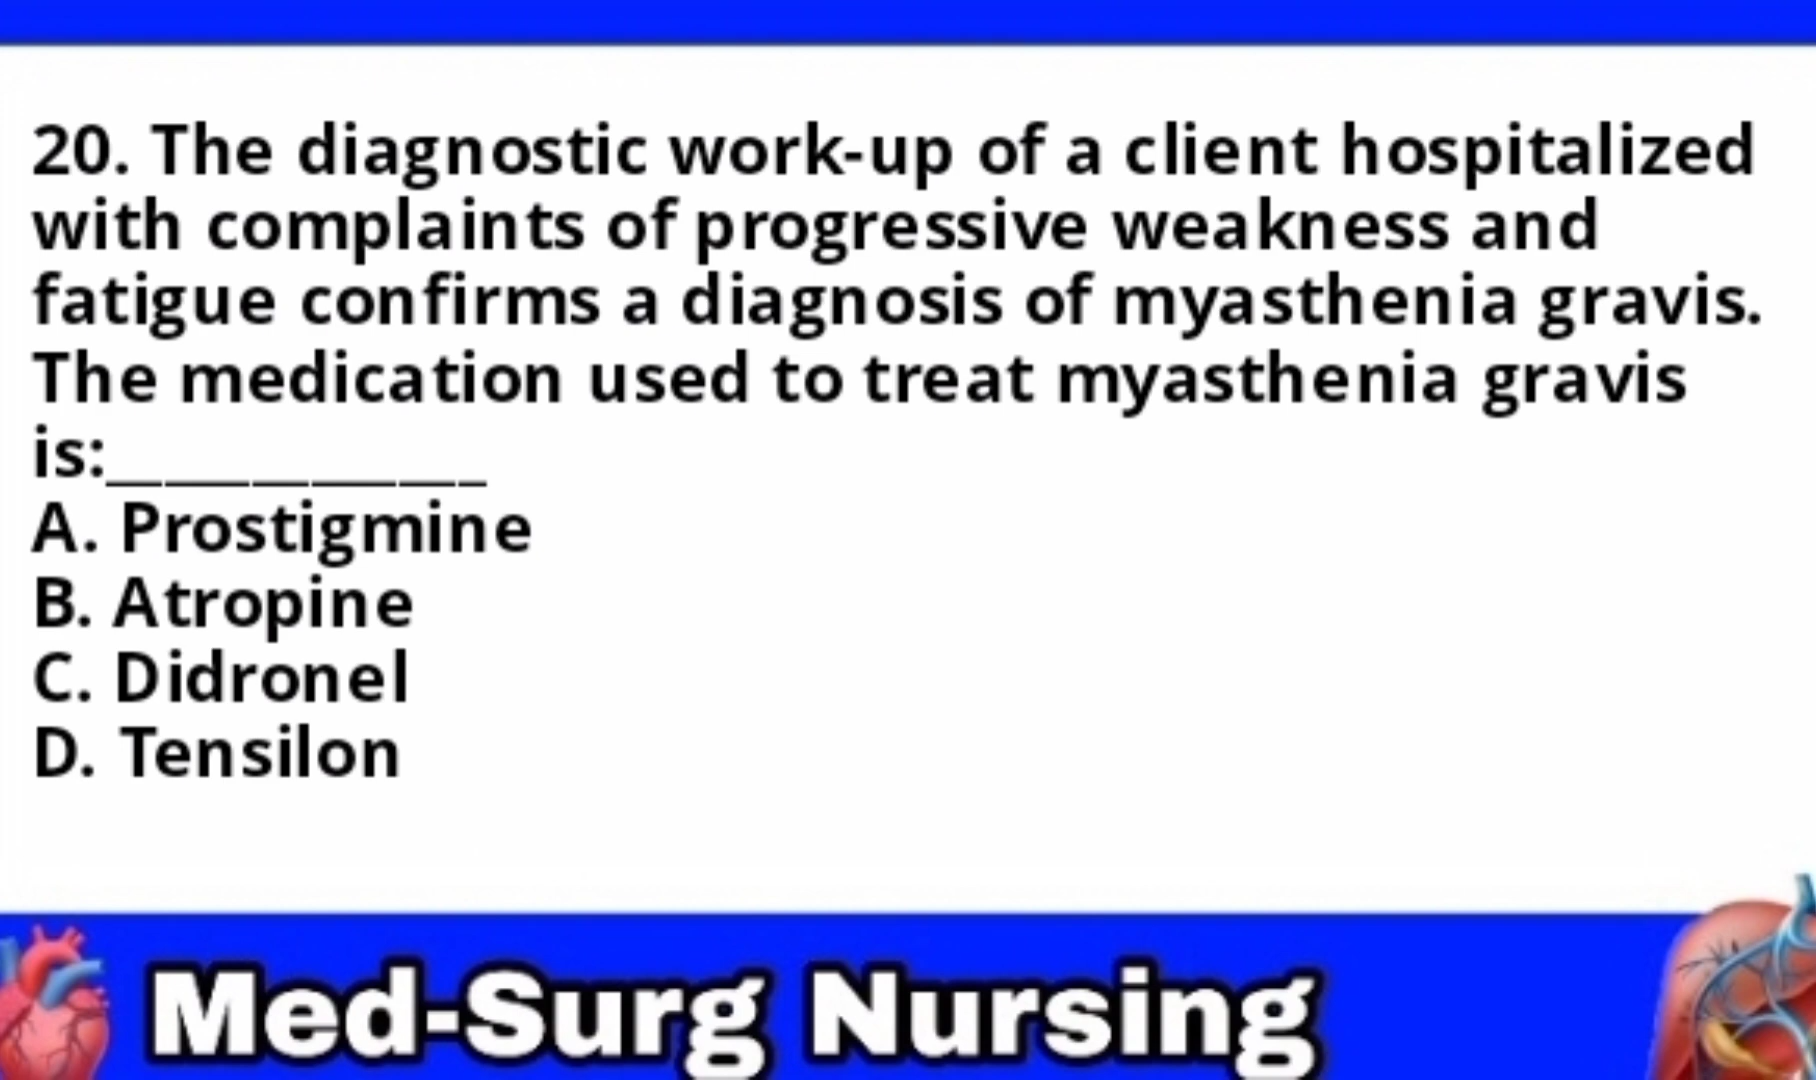 20. The diagnostic work-up of a client hospitalized
with complaints of progressive weakness and
fatigue confirms a diagnosis of myasthenia gravis.
The medication used to treat myasthenia gravis
is:_____________
A. Prostigmine
B. Atropine
C. Didronel
D. Tensilon
Med-Surg Nursing